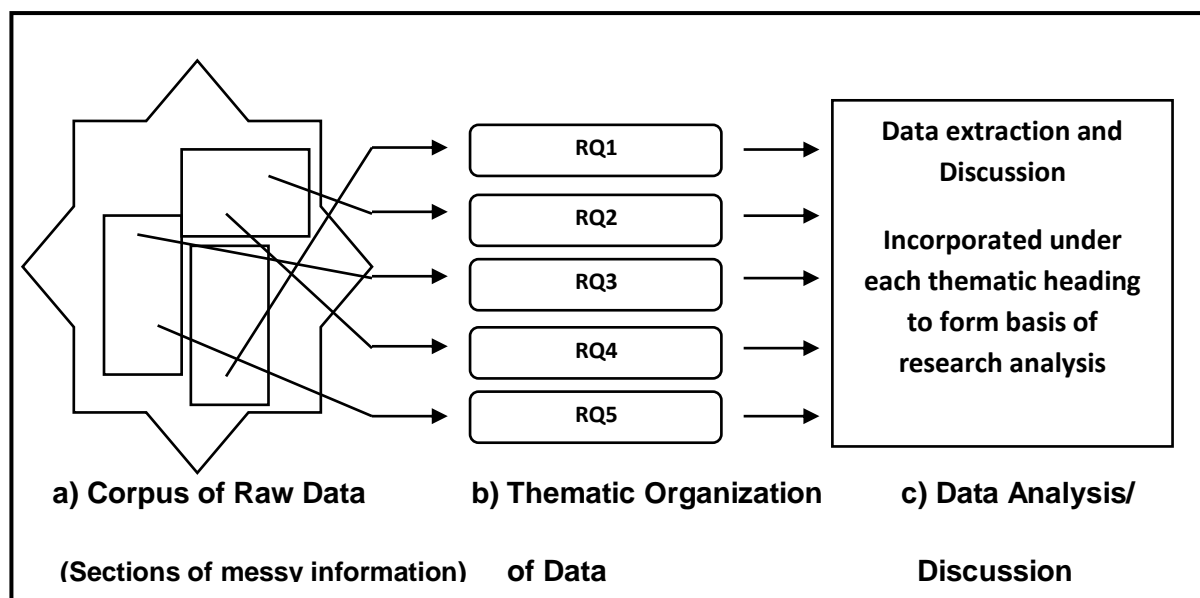 RQ1
RQ2
RQ3
RQ4
RQ5
Data extraction and
Discussion
Incorporated under
each thematic heading
to form basis of
research analysis
a) Corpus of Raw Data
(Sections of messy information)
b) Thematic Organization
of Data
c) Data Analysis/
Discussion